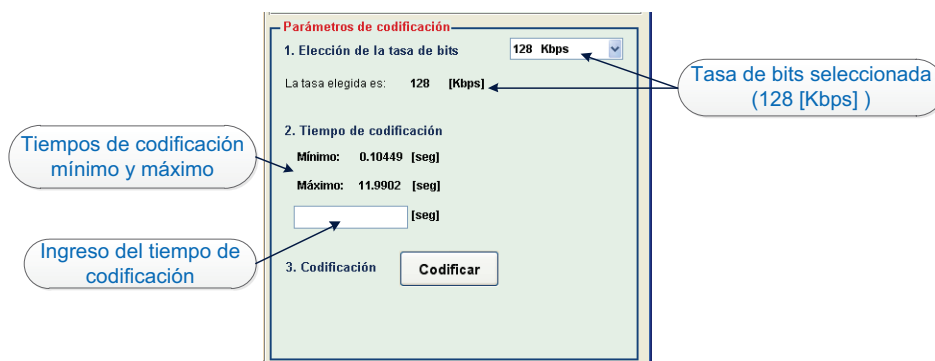 Parámetros de codificación
1. Elección de la tasa de bits
128 Kbps
La tasa elegida es: 128 [Kbps]
Tasa de bits seleccionada
(128 [Kbps] )
2. Tiempo de codificación
Tiempos de codificación
mínimo y máximo
Mínimo: 0.10449 [seg]
Máximo: 11.9902 [seg]
[seg]
Ingreso del tiempo de
codificación
3. Codificación
Codificar